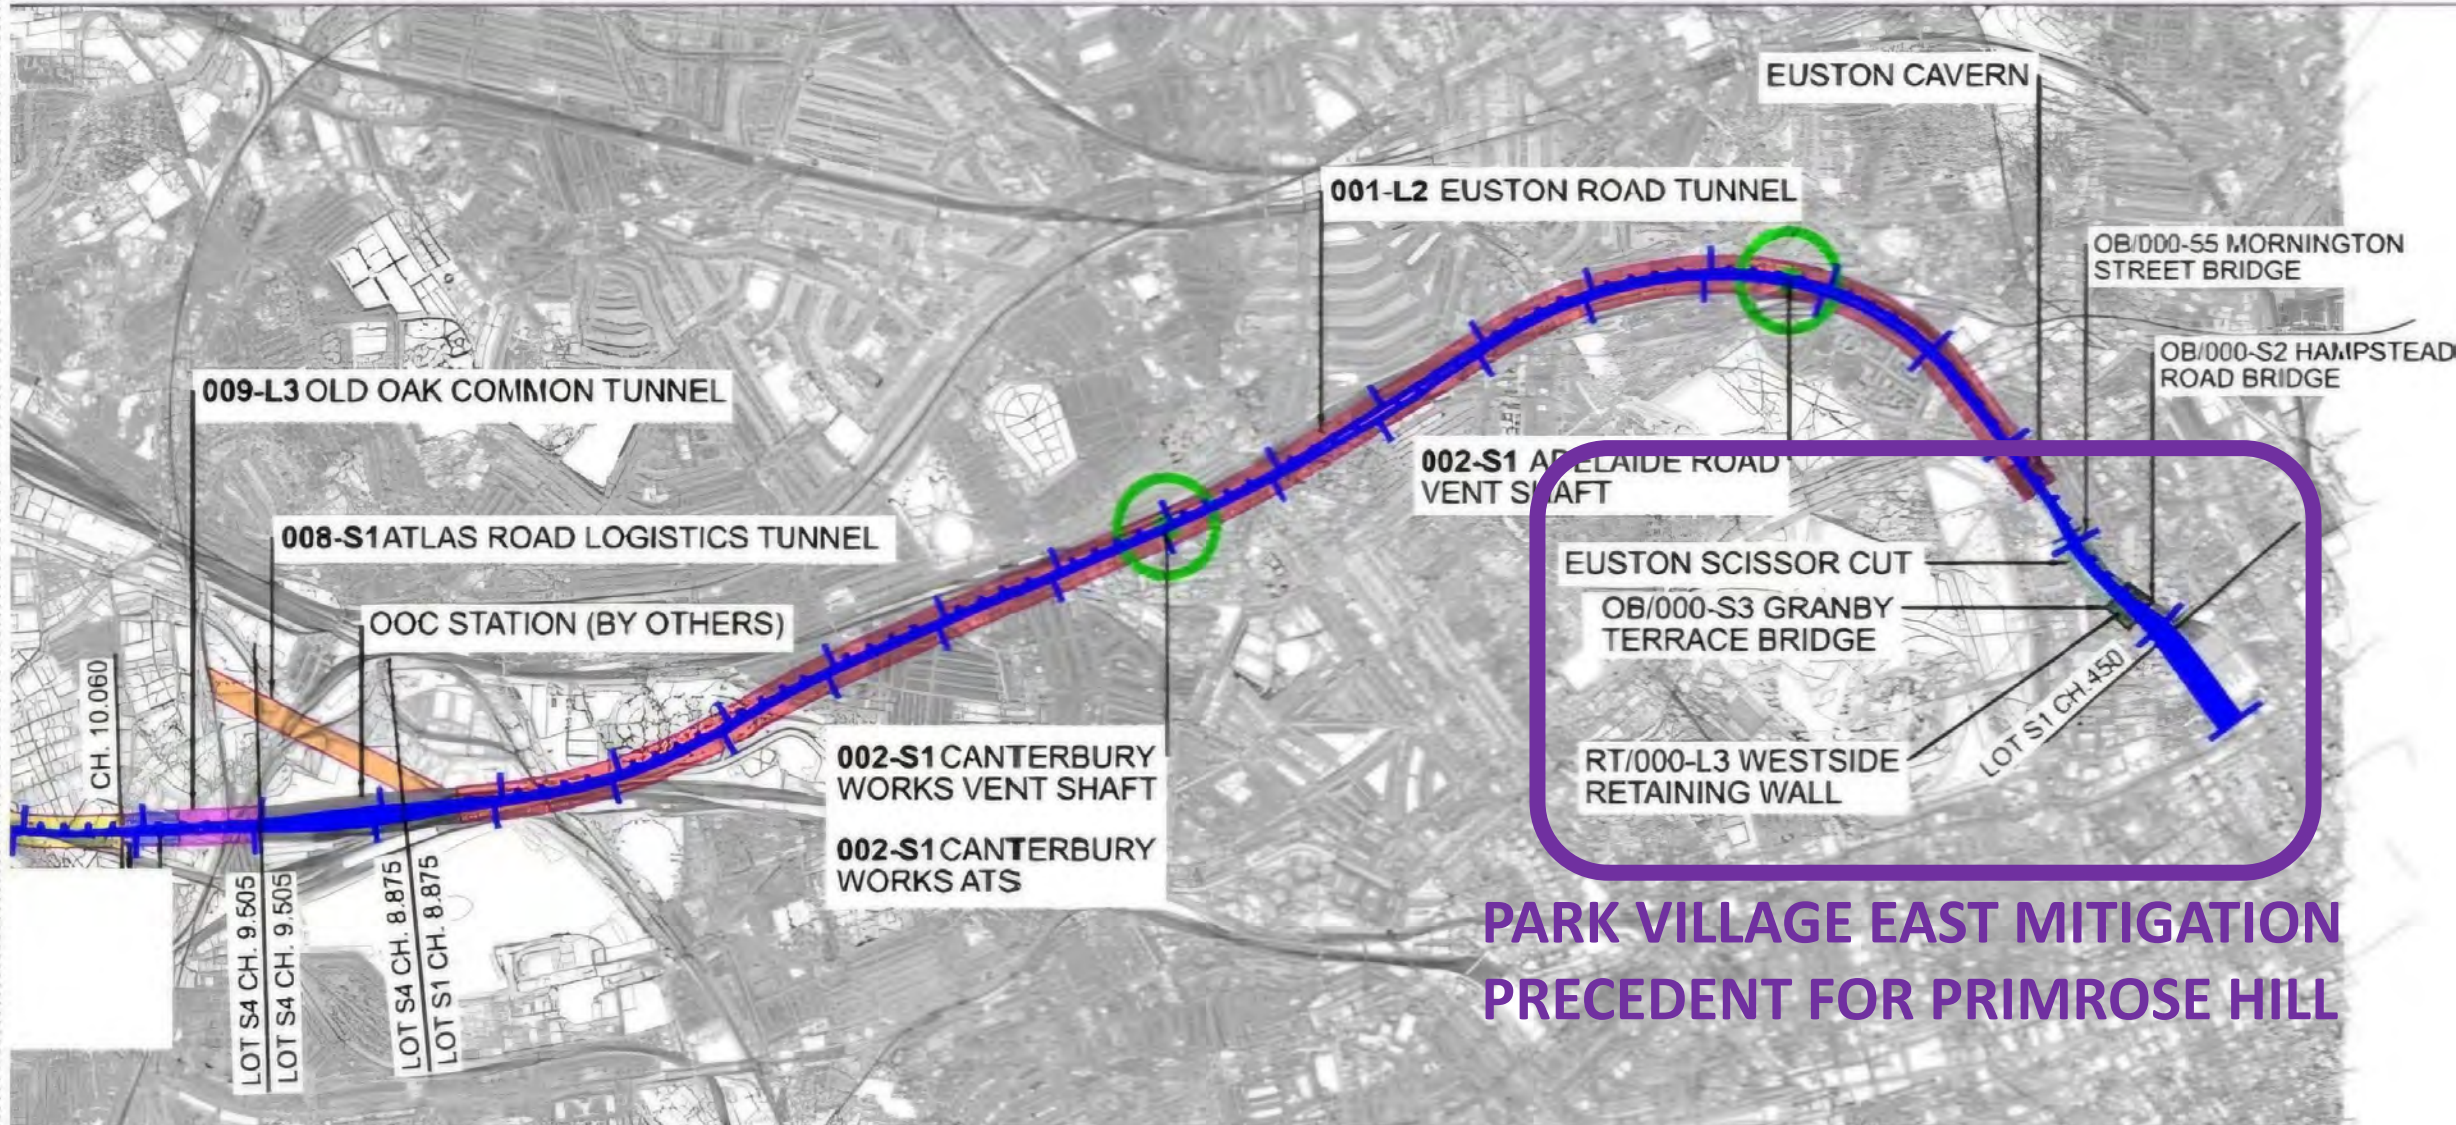 EUSTON CAVERN
001-L2 EUSTON ROAD TUNNEL
OB/000-55 MORNINGTON
STREET BRIDGE
OB/000-S2 HAMPSTEAD
ROAD BRIDGE
009-L3 OLD OAK COMMON TUNNEL
002-S1 ADELAIDE ROAD
VENT SHAFT
008-S1 ATLAS ROAD LOGISTICS TUNNEL
EUSTON SCISSOR CUT
OB/000-S3 GRANBY
TERRACE BRIDGE
OOC STATION (BY OTHERS)
CH. 10.060
LOT S1 CH.450
002-S1 CANTERBURY
WORKS VENT SHAFT
RT/000-L3 WESTSIDE
RETAINING WALL
002-S1 CANTERBURY
WORKS ATS
LOT S4 CH. 9.505
LOT S4 CH. 9.505
LOT S4 CH. 8.875
LOT S1 CH. 8.875
PARK VILLAGE EAST MITIGATION
PRECEDENT FOR PRIMROSE HILL